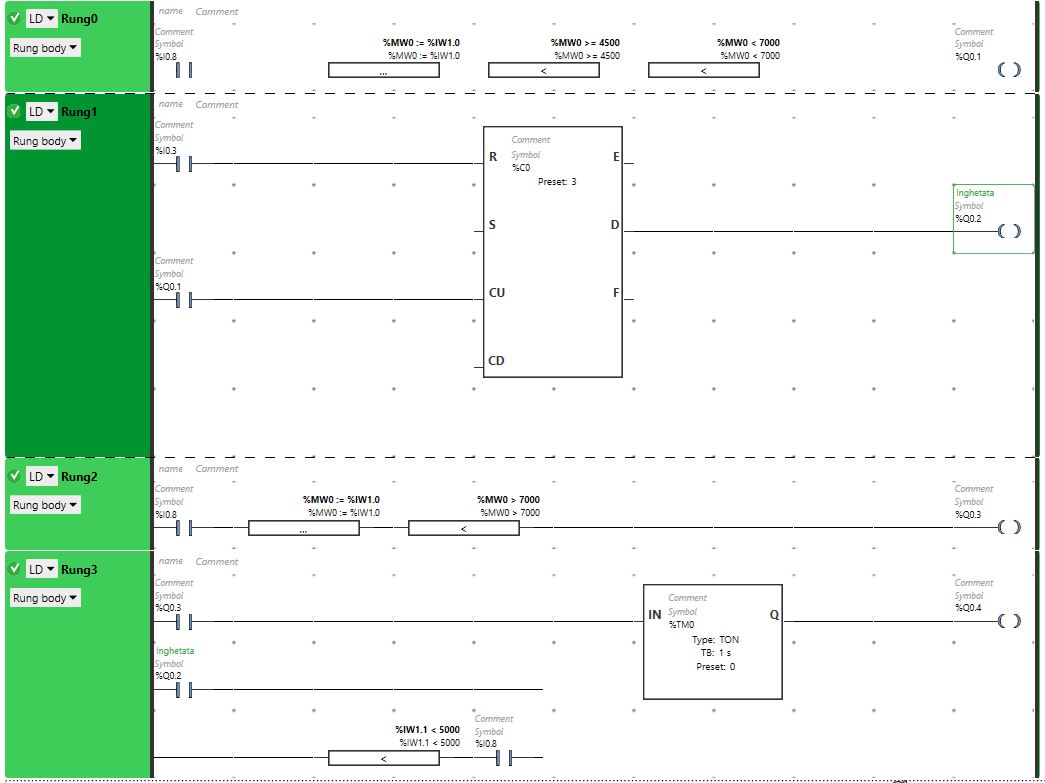 LD Rung0
Rung body
name Comment
Comment
Symbol
%I0.8
%MW0 := %IW1.0
%MW0 := %IW1.0
...
%MW0 >= 4500
%MW0 >= 4500
<
%MW0 < 7000
%MW0 < 7000
<
Comment
Symbol
%Q0.1
LD Rung1
Rung body
name Comment
Comment
Symbol
%I0.3
Comment
Symbol
%C0
Preset: 3
R E
S D
CU F
CD
Inghetata
Symbol
%Q0.2
Comment
Symbol
%Q0.1
LD Rung2
Rung body
name Comment
Comment
Symbol
%I0.8
%MW0 := %IW1.0
%MW0 := %IW1.0
...
%MW0 > 7000
%MW0 > 7000
<
Comment
Symbol
%Q0.3
LD Rung3
Rung body
name Comment
Comment
Symbol
%Q0.3
Comment
IN Symbol Q
%TM0
Type: TON
TB: 1 s
Preset: 0
Comment
Symbol
%Q0.4
Inghetata
Symbol
%Q0.2
%IW1.1 < 5000
%IW1.1 < 5000
<
Comment
Symbol
%I0.8